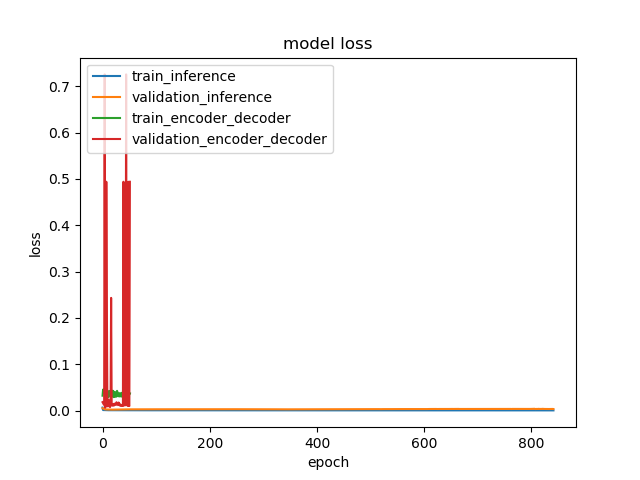 model loss
train_inference
validation_inference
train_encoder_decoder
validation_encoder_decoder
0.7
0.6
0.5
0.4
0.3
0.2
0.1
0.0
loss
0 200 400 600 800
epoch